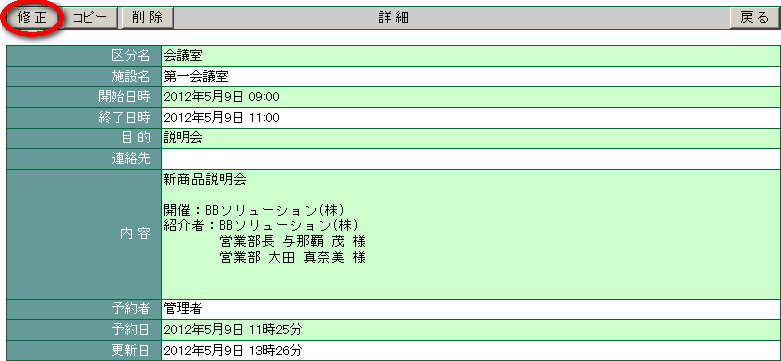 修正 コピー 削除 詳細 戻る
区分名 会議室
施設名 第一会議室
開始日時 2012年5月9日 09:00
終了日時 2012年5月9日 11:00
目的 説明会
連絡先
内容 新商品説明会
開催：BBソリューション(株)
紹介者：BBソリューション(株)
営業部長 与那覇 茂 様
営業部 大田 真奈美 様
予約者 管理者
予約日 2012年5月9日 11時25分
更新日 2012年5月9日 13時26分